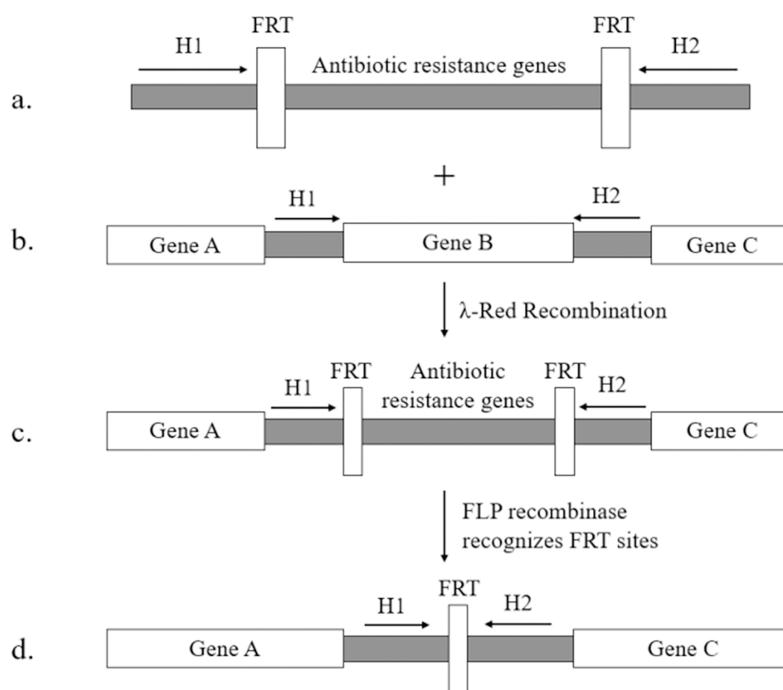 FRT
FRT
H1
H2
Antibiotic resistance genes
a.
+
H1
H2
b.
Gene A
Gene B
Gene C
λ-Red Recombination
FRT
Antibiotic
FRT
H1
resistance genes
H2
c.
Gene A
Gene C
FLP recombinase
recognizes FRT sites
FRT
H1
H2
d.
Gene A
Gene C